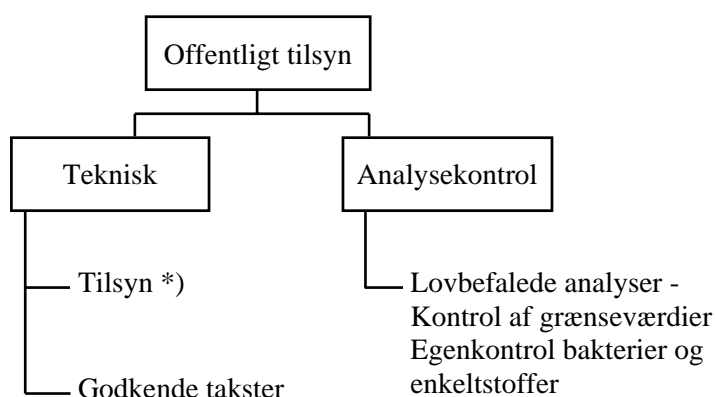 Offentligt tilsyn
Teknisk
Analysekontrol
Tilsyn *)
Godkende takster
Lovbefalede analyser -
Kontrol af grænseværdier
Egenkontrol bakterier og
enkeltstoffer